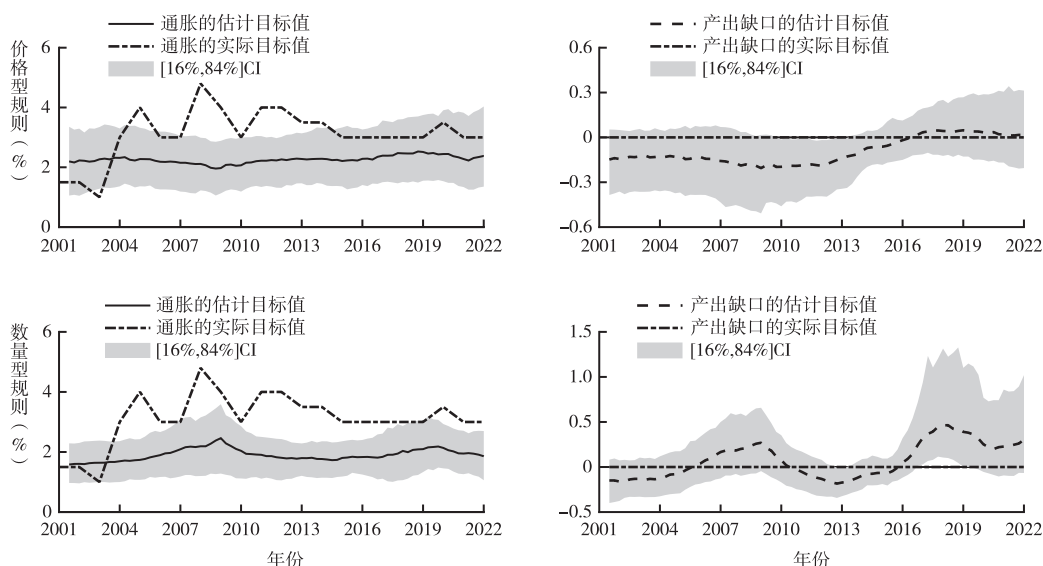 通胀的估计目标值
通胀的实际目标值
[16%,84%]CI
价格型规则（%）
6
4
2
0
2001 2004 2007 2010 2013 2016 2019 2022
产出缺口的估计目标值
产出缺口的实际目标值
[16%,84%]CI
0.6
0.3
0
-0.3
-0.6
2001 2004 2007 2010 2013 2016 2019 2022
通胀的估计目标值
通胀的实际目标值
[16%,84%]CI
数量型规则（%）
6
4
2
0
2001 2004 2007 2010 2013 2016 2019 2022
年份
产出缺口的估计目标值
产出缺口的实际目标值
[16%,84%]CI
1.5
1.0
0.5
0
-0.5
2001 2004 2007 2010 2013 2016 2019 2022
年份